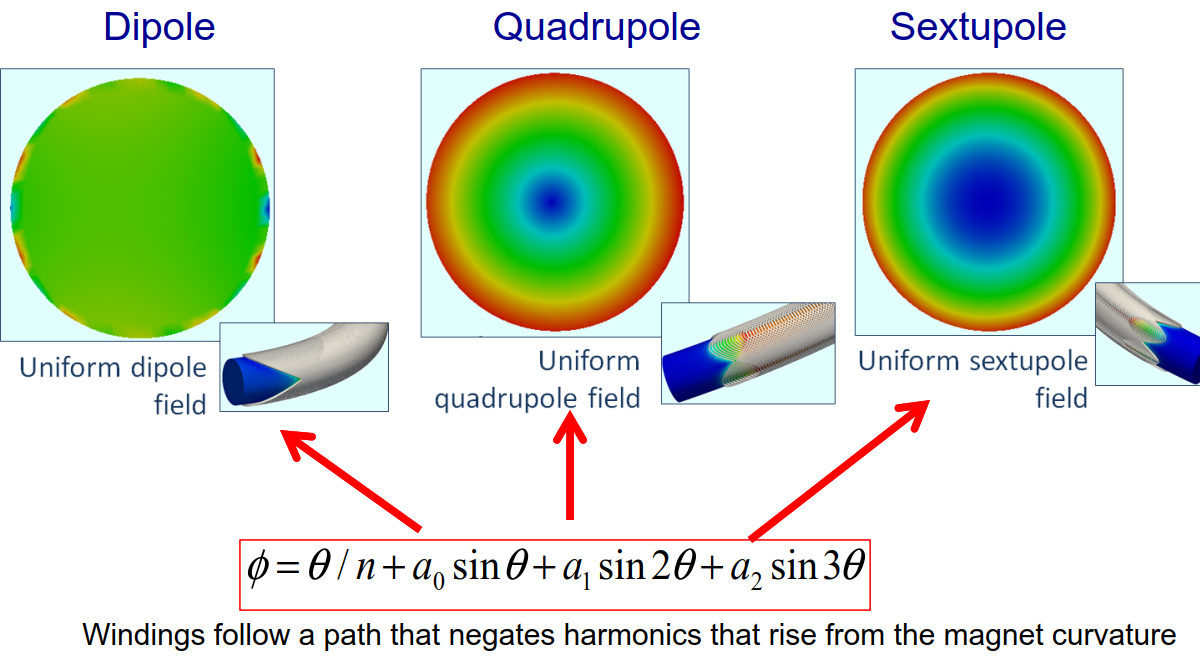 Dipole
Quadrupole
Sextupole
Uniform dipole
field
Uniform
quadrupole field
Uniform sextupole
field
ϕ = θ / n + a₀ sin θ + a₁ sin 2θ + a₂ sin 3θ
Windings follow a path that negates harmonics that rise from the magnet curvature